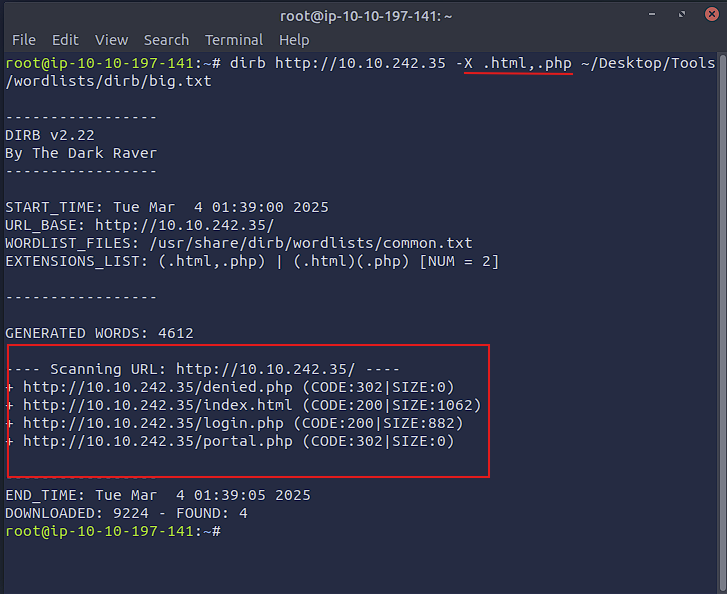 root@ip-10-10-197-141: ~
File Edit View Search Terminal Help
root@ip-10-10-197-141:~# dirb http://10.10.242.35 -X .html,.php ~/Desktop/Tools
/wordlists/dirb/big.txt
-----------------
DIRB v2.22
By The Dark Raver
-----------------
START_TIME: Tue Mar  4 01:39:00 2025
URL_BASE: http://10.10.242.35/
WORDLIST_FILES: /usr/share/dirb/wordlists/common.txt
EXTENSIONS_LIST: (.html,.php) | (.html)(.php) [NUM = 2]
-----------------
GENERATED WORDS: 4612
---- Scanning URL: http://10.10.242.35/ ----
+ http://10.10.242.35/denied.php (CODE:302|SIZE:0)
+ http://10.10.242.35/index.html (CODE:200|SIZE:1062)
+ http://10.10.242.35/login.php (CODE:200|SIZE:882)
+ http://10.10.242.35/portal.php (CODE:302|SIZE:0)
-----------------
END_TIME: Tue Mar  4 01:39:05 2025
DOWNLOADED: 9224 - FOUND: 4
root@ip-10-10-197-141:~#